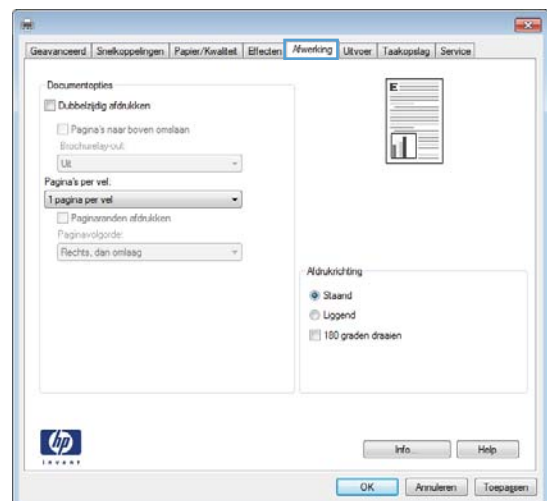 Geavanceerd Snelkoppelingen Papier/Kwaliteit Effecten Afwerking Uitvoer Taakopslag Service
Documentopties
Dubbelzijdig afdrukken
Pagina's naar boven omslaan
Brochurelay-out:
Uit
Pagina's per vel:
1 pagina per vel
Paginaranden afdrukken
Paginavolgorde:
Rechts, dan omlaag
E
Afdrukrichting
Staand
Liggend
180 graden draaien
hp
invent
Info... Help
OK Annuleren Toepassen